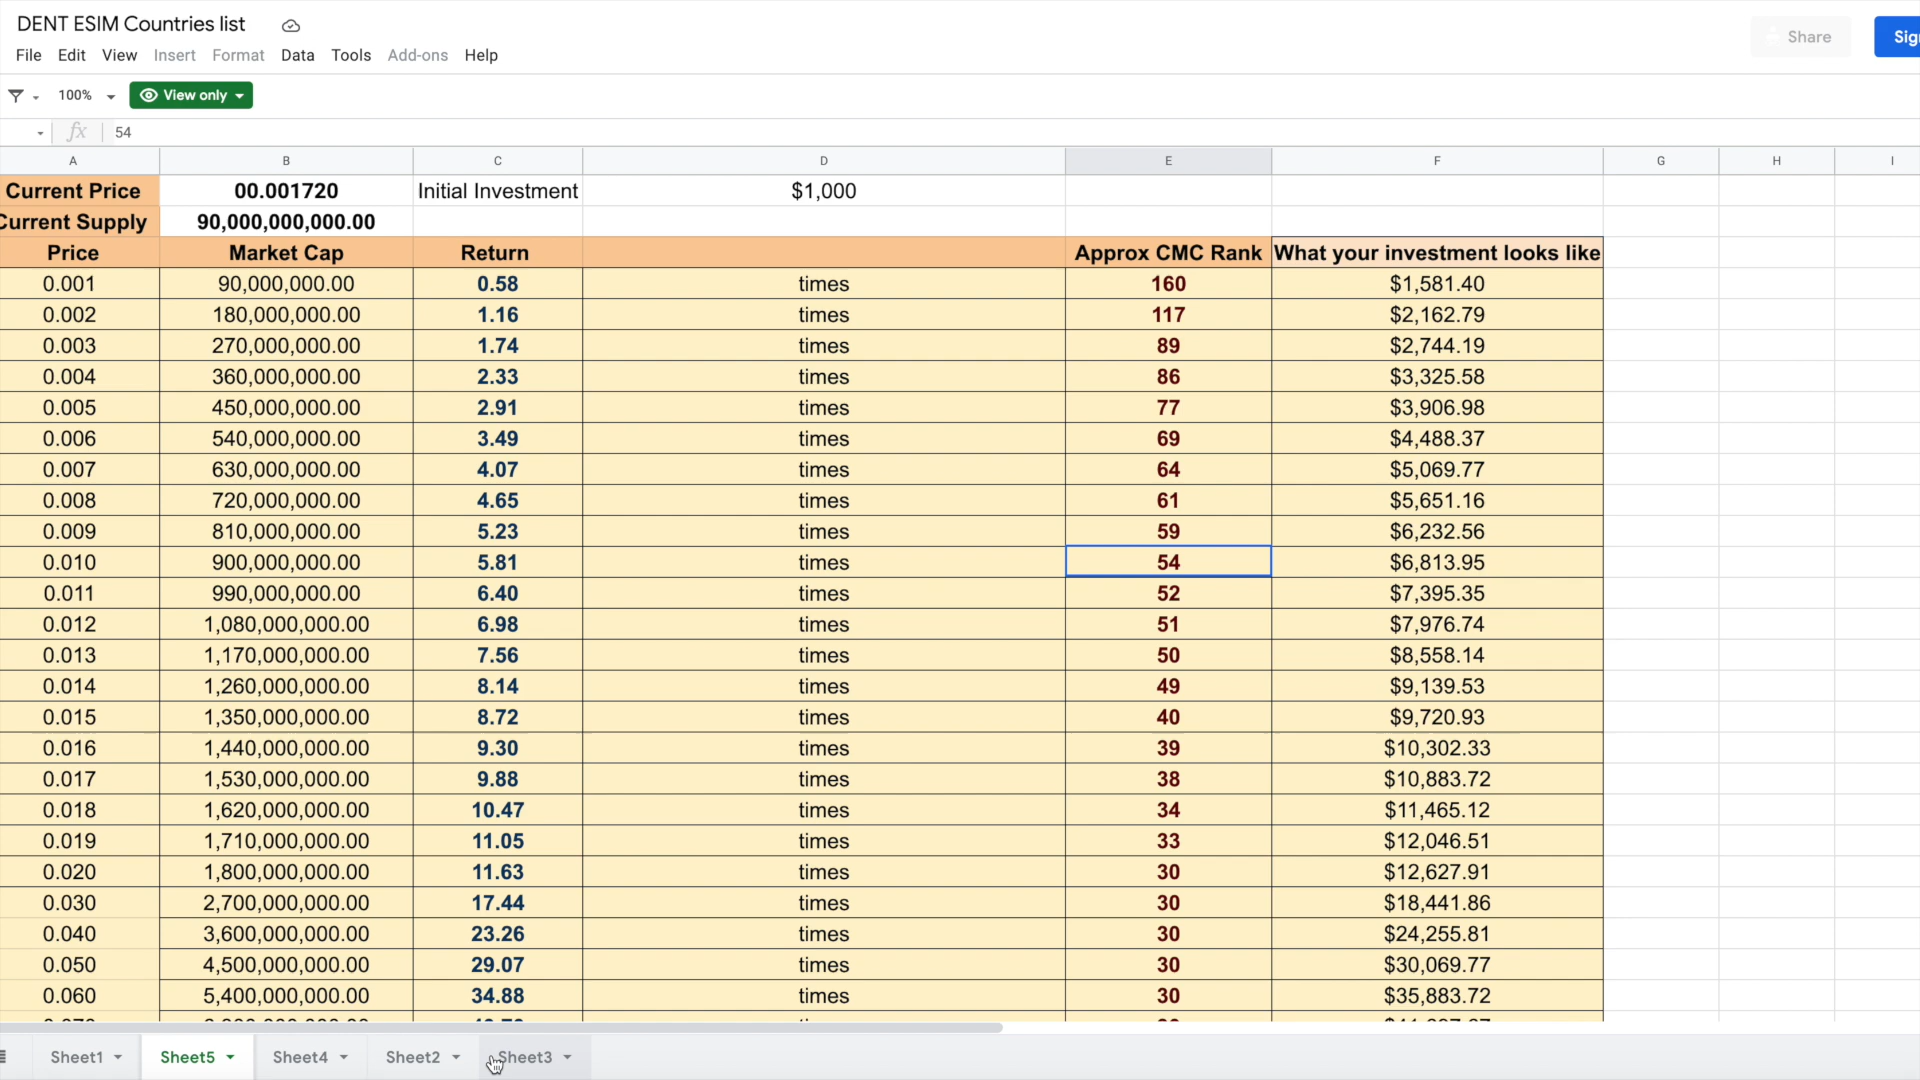 DENT ESIM Countries list
Share
Sig
File Edit View Insert Format Data Tools Add-ons Help
100% View only
fx 54
A B C D E F G H I
Current Price 00.001720 Initial Investment $1,000
Current Supply 90,000,000,000.00
Price Market Cap Return Approx CMC Rank What your investment looks like
0.001 90,000,000.00 0.58 times 160 $1,581.40
0.002 180,000,000.00 1.16 times 117 $2,162.79
0.003 270,000,000.00 1.74 times 89 $2,744.19
0.004 360,000,000.00 2.33 times 86 $3,325.58
0.005 450,000,000.00 2.91 times 77 $3,906.98
0.006 540,000,000.00 3.49 times 69 $4,488.37
0.007 630,000,000.00 4.07 times 64 $5,069.77
0.008 720,000,000.00 4.65 times 61 $5,651.16
0.009 810,000,000.00 5.23 times 59 $6,232.56
0.010 900,000,000.00 5.81 times 54 $6,813.95
0.011 990,000,000.00 6.40 times 52 $7,395.35
0.012 1,080,000,000.00 6.98 times 51 $7,976.74
0.013 1,170,000,000.00 7.56 times 50 $8,558.14
0.014 1,260,000,000.00 8.14 times 49 $9,139.53
0.015 1,350,000,000.00 8.72 times 40 $9,720.93
0.016 1,440,000,000.00 9.30 times 39 $10,302.33
0.017 1,530,000,000.00 9.88 times 38 $10,883.72
0.018 1,620,000,000.00 10.47 times 34 $11,465.12
0.019 1,710,000,000.00 11.05 times 33 $12,046.51
0.020 1,800,000,000.00 11.63 times 30 $12,627.91
0.030 2,700,000,000.00 17.44 times 30 $18,441.86
0.040 3,600,000,000.00 23.26 times 30 $24,255.81
0.050 4,500,000,000.00 29.07 times 30 $30,069.77
0.060 5,400,000,000.00 34.88 times 30 $35,883.72
Sheet1 Sheet5 Sheet4 Sheet2 Sheet3